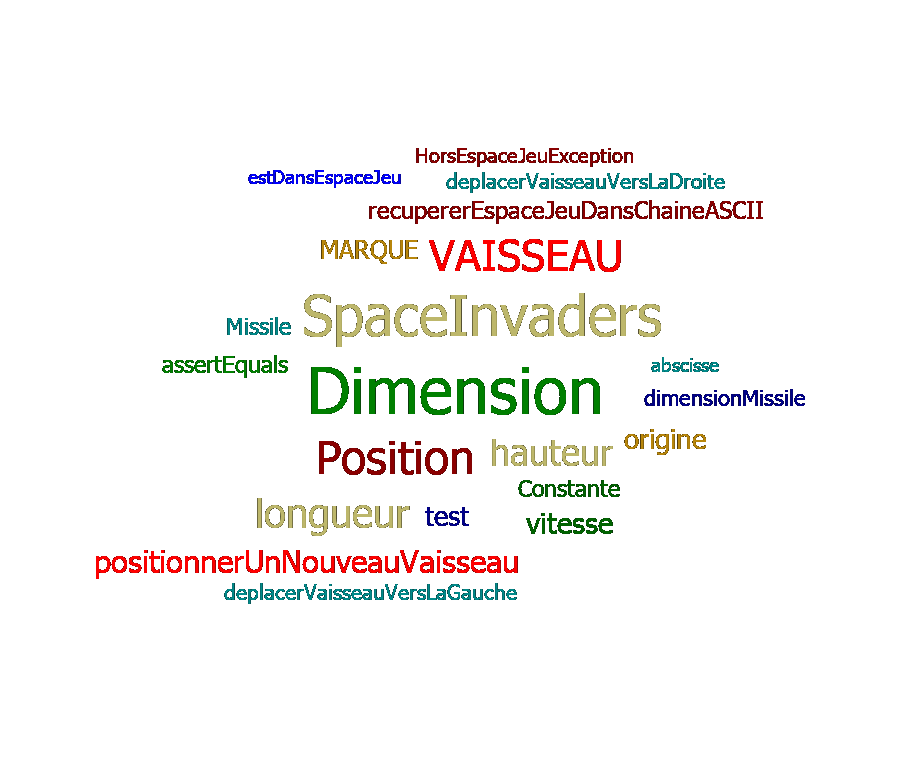 HorsEspaceJeuException
estDansEspaceJeu
deplacerVaisseauVersLaDroite
recupererEspaceJeuDansChaineASCII
MARQUE VAISSEAU
Missile SpaceInvaders
assertEquals
abscisse
Dimension
dimensionMissile
Position hauteur origine
Constante
longueur test vitesse
positionnerUnNouveauVaisseau
deplacerVaisseauVersLaGauche